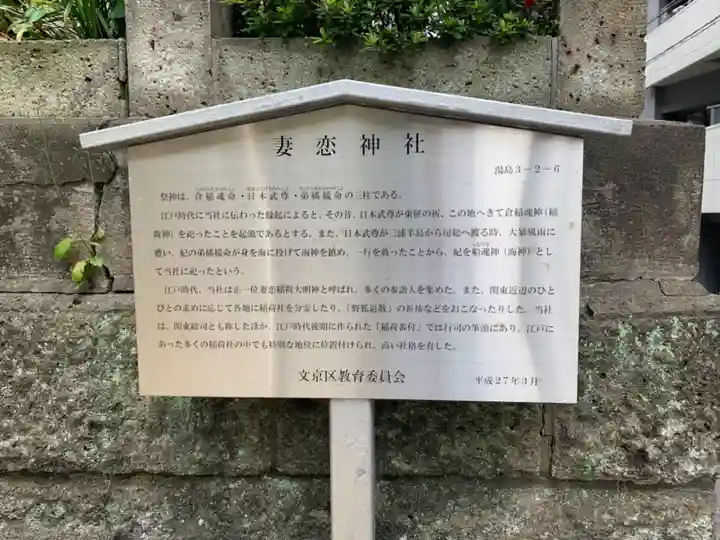 妻恋神社
湯島3-2-6
祭神は、倉稲魂命・日本武尊・弟橘媛命の三柱である。
江戸時代に当社に伝わった縁起によると、その昔、日本武尊が東征の折、この地へきて倉稲魂神（稲
荷神）を祀ったことを起源であるとする。また、日本武尊が三浦半島から房総へ渡る時、大暴風雨に
遭い、妃の弟橘媛命が身を海に投げて海神を鎮め、一行を救ったことから、妃を船魂神（海神）とし
て当社に祀ったという。
江戸時代、当社は正一位妻恋稲荷大明神と呼ばれ、多くの参詣人を集めた。また、関東近辺のひと
びとの求めに応じて各地に稲荷社を分霊したり、「野狐退散」の祈祷などをおこなったりした。当社
は、関東総司とも称したほか、江戸時代後期に作られた「稲荷番付」では行司の筆頭にあり、江戸に
あった多くの稲荷社の中でも特別な地位に位置付けられ、高い社格を有した。
文京区教育委員会
平成27年3月